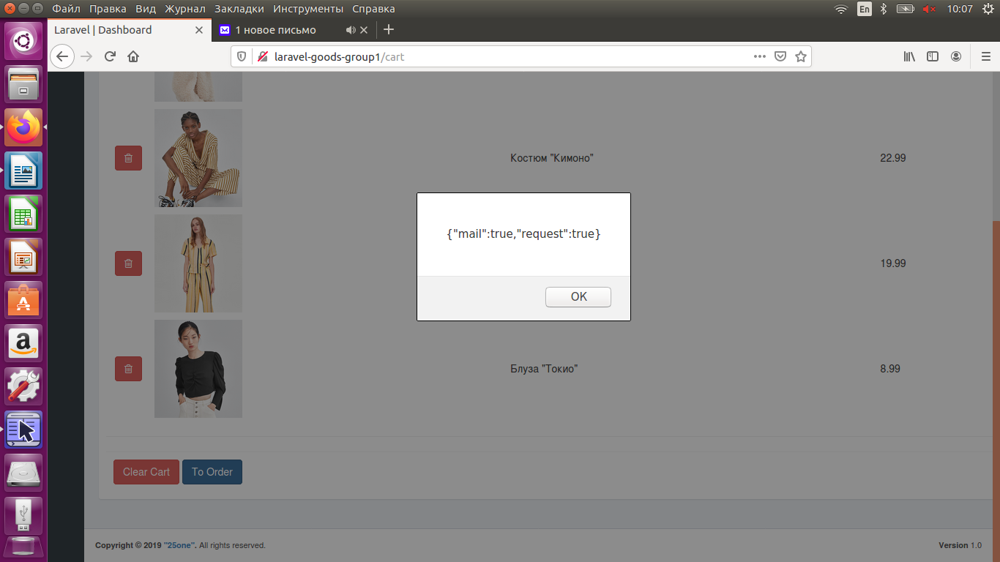 Файл Правка Вид Журнал Закладки Инструменты Справка
En
10:07
Laravel | Dashboard
1 новое письмо
laravel-goods-group1/cart
Костюм "Кимоно"
22.99
{"mail":true,"request":true}
19.99
OK
Блуза "Токио"
8.99
Clear Cart
To Order
Copyright © 2019 "25one". All rights reserved.
Version 1.0